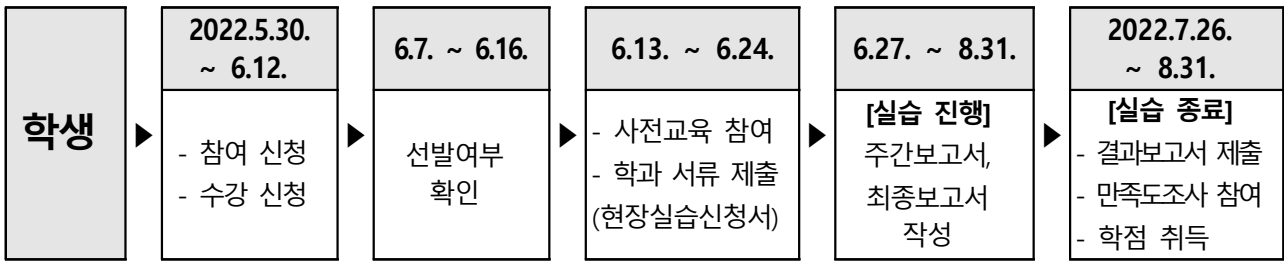 학생
▶
2022.5.30.
~ 6.12.
- 참여 신청
- 수강 신청
▶
6.7. ~ 6.16.
선발여부
확인
▶
6.13. ~ 6.24.
- 사전교육 참여
- 학과 서류 제출
(현장실습신청서)
▶
6.27. ~ 8.31.
[실습 진행]
주간보고서,
최종보고서
작성
▶
2022.7.26.
~ 8.31.
[실습 종료]
- 결과보고서 제출
- 만족도조사 참여
- 학점 취득